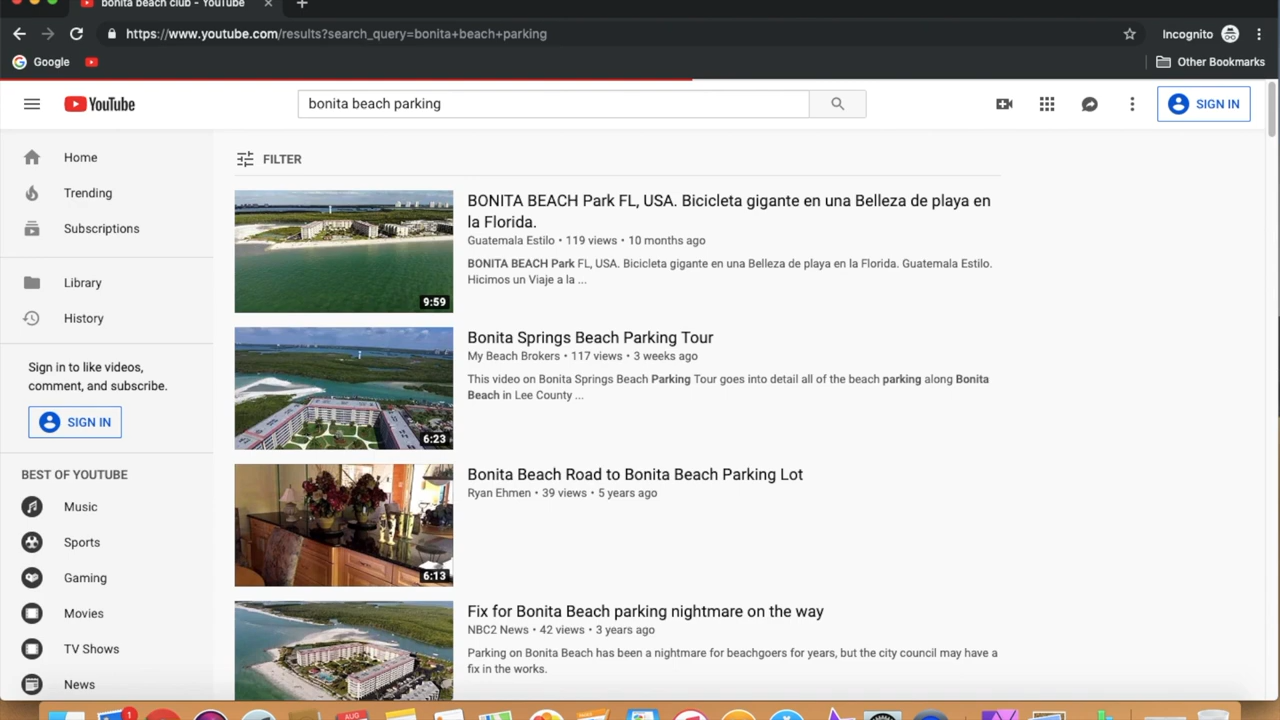 bonita beach club - YouTube
https://www.youtube.com/results?search_query=bonita+beach+parking
Incognito
Google
Other Bookmarks
YouTube
bonita beach parking
SIGN IN
Home
Trending
Subscriptions
Library
History
Sign in to like videos,
comment, and subscribe.
SIGN IN
BEST OF YOUTUBE
Music
Sports
Gaming
Movies
TV Shows
News
FILTER
BONITA BEACH Park FL, USA. Bicicleta gigante en una Belleza de playa en
la Florida.
Guatemala Estilo • 119 views • 10 months ago
BONITA BEACH Park FL, USA. Bicicleta gigante en una Belleza de playa en la Florida. Guatemala Estilo.
Hicimos un Viaje a la ...
9:59
Bonita Springs Beach Parking Tour
My Beach Brokers • 117 views • 3 weeks ago
This video on Bonita Springs Beach Parking Tour goes into detail all of the beach parking along Bonita
Beach in Lee County ...
6:23
Bonita Beach Road to Bonita Beach Parking Lot
Ryan Ehmen • 39 views • 5 years ago
6:13
Fix for Bonita Beach parking nightmare on the way
NBC2 News • 42 views • 3 years ago
Parking on Bonita Beach has been a nightmare for beachgoers for years, but the city council may have a
fix in the works.
1
AUG